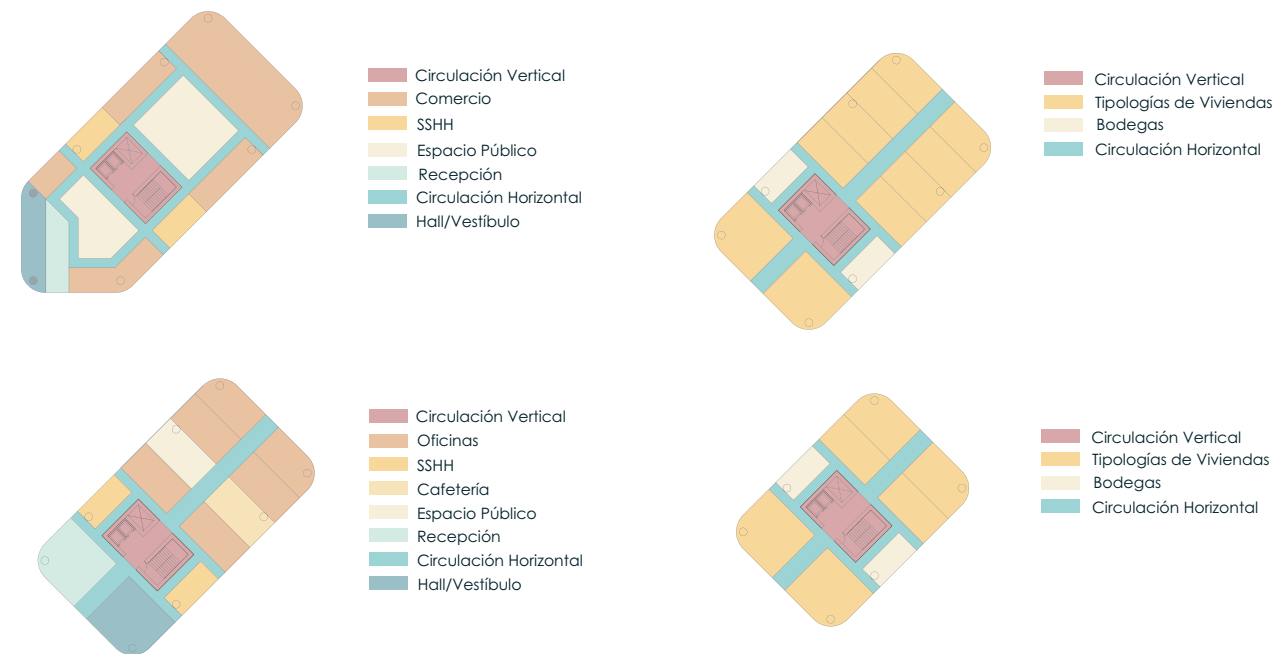 Circulación Vertical
Comercio
SSHH
Espacio Público
Recepción
Circulación Horizontal
Hall/Vestíbulo
Circulación Vertical
Tipologías de Viviendas
Bodegas
Circulación Horizontal
Circulación Vertical
Oficinas
SSHH
Cafetería
Espacio Público
Recepción
Circulación Horizontal
Hall/Vestíbulo
Circulación Vertical
Tipologías de Viviendas
Bodegas
Circulación Horizontal